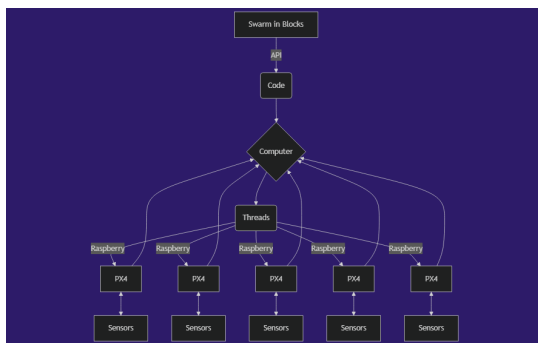 Swarm in Blocks
API
Code
Computer
Threads
Raspberry Raspberry Raspberry Raspberry Raspberry
PX4 PX4 PX4 PX4 PX4
Sensors Sensors Sensors Sensors Sensors